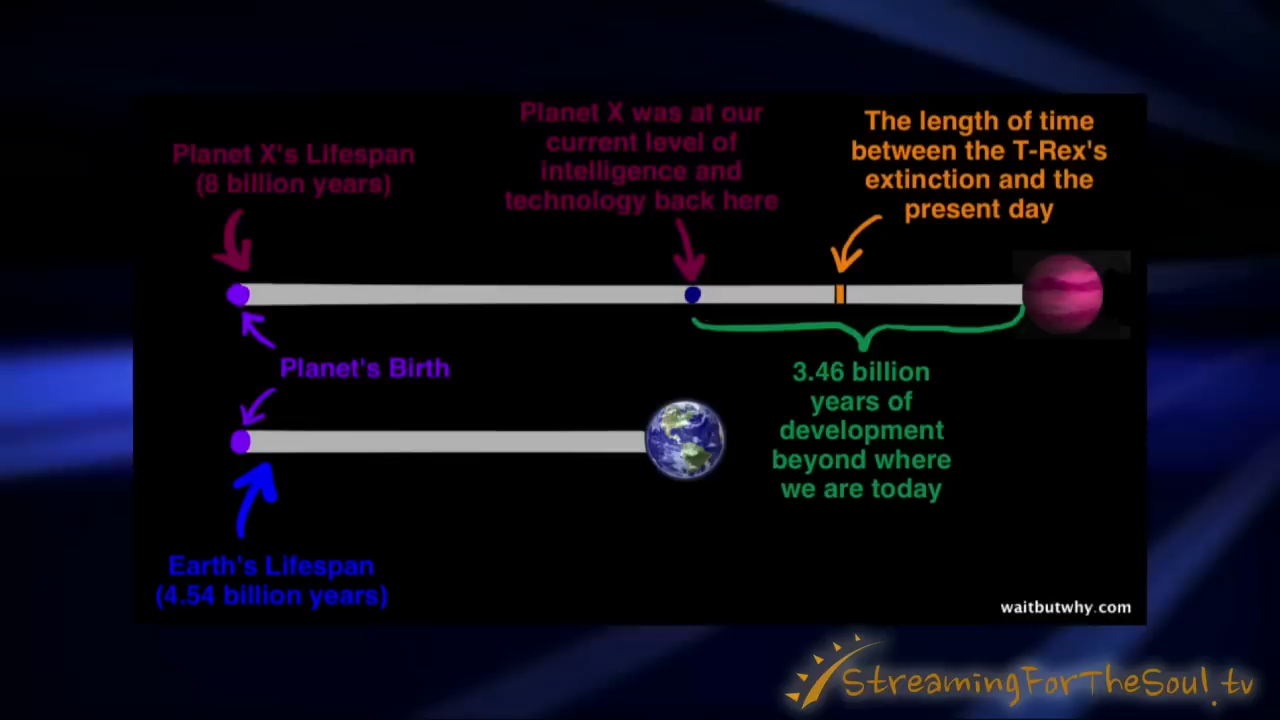 Planet X's Lifespan
(8 billion years)
Planet X was at our
current level of
intelligence and
technology back here
The length of time
between the T-Rex's
extinction and the
present day
Planet's Birth
3.46 billion
years of
development
beyond where
we are today
Earth's Lifespan
(4.54 billion years)
waitbutwhy.com
StreamingForTheSoul.tv